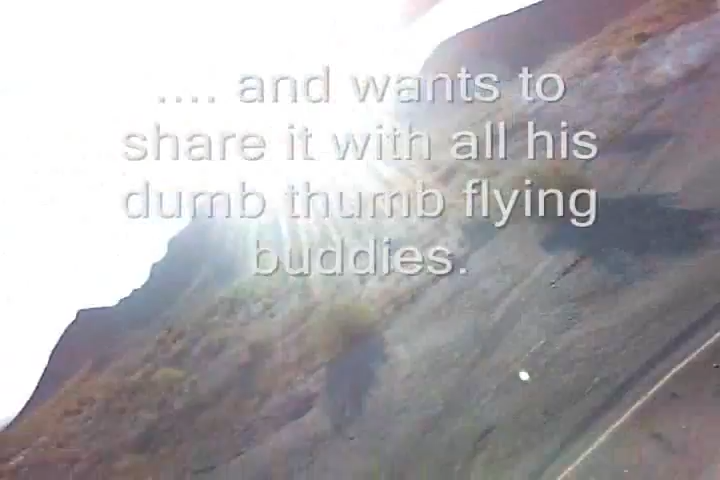 .... and wants to
share it with all his
dumb thumb flying
buddies.